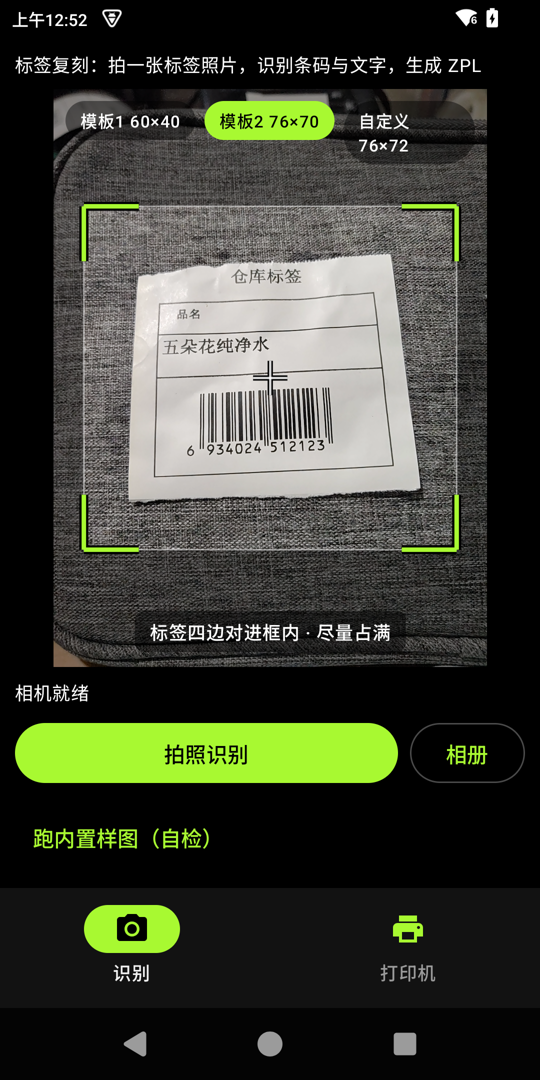 上午12:52
6
标签复刻：拍一张标签照片，识别条码与文字，生成 ZPL
模板1 60×40
模板2 76×70
自定义
76×72
仓库标签
品名
五朵花纯净水
6 934024 512123
标签四边对进框内 · 尽量占满
相机就绪
拍照识别
相册
跑内置样图（自检）
识别
打印机